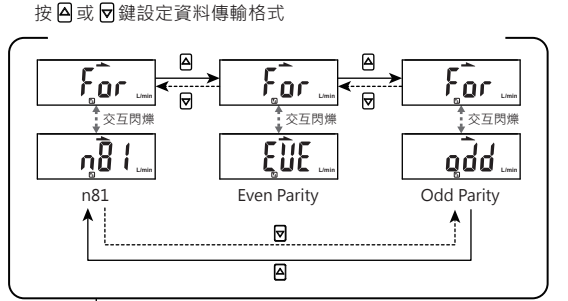 按 △ 或 ▽ 鍵設定資料傳輸格式
△ △
For L/min For L/min For L/min
▽ ▽
交互閃爍 交互閃爍 交互閃爍
n81 L/min EVE L/min odd L/min
n81 Even Parity Odd Parity
▽
△